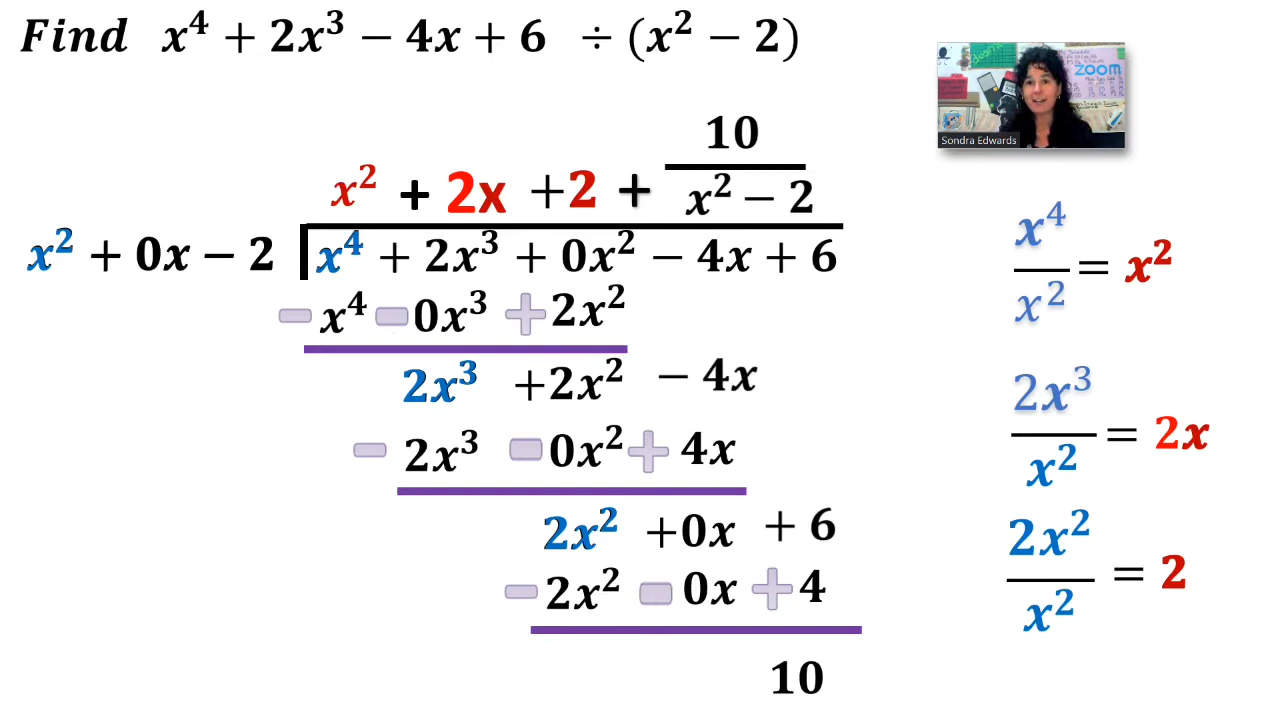 Find x⁴ + 2x³ − 4x + 6 ÷ (x² − 2)
zoom
Sondra Edwards
10
x² + 2x + 2 + x² − 2
x² + 0x − 2 x⁴ + 2x³ + 0x² − 4x + 6
− x⁴ − 0x³ + 2x²
2x³ + 2x² − 4x
− 2x³ − 0x² + 4x
2x² + 0x + 6
− 2x² − 0x + 4
10
x⁴
= x²
x²
2x³
= 2x
x²
2x²
= 2
x²